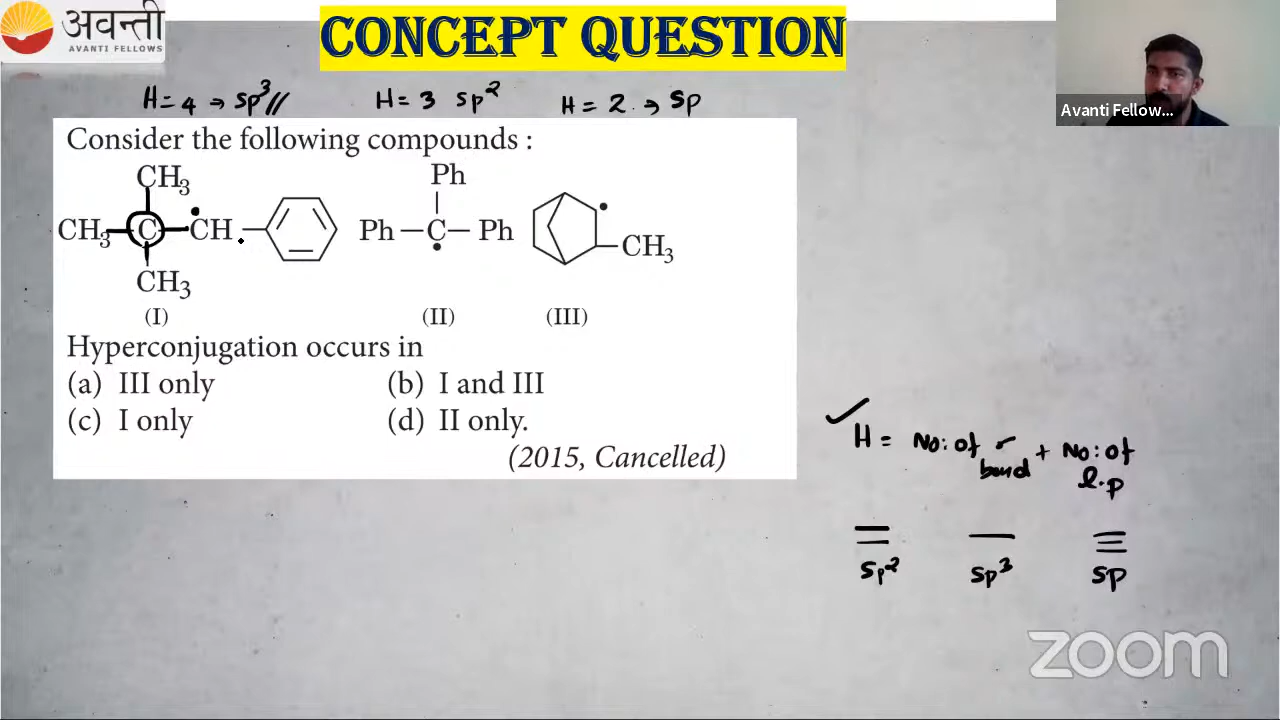 अवन्ती
AVANTI FELLOWS
CONCEPT QUESTION
Avanti Fellow...
H = 4 → sp³
H = 3 sp²
H = 2 → sp
Consider the following compounds :
CH₃
CH₃ — C — ĊH — 
CH₃
(I)
Ph
Ph — C — Ph
(II)
CH₃
(III)
Hyperconjugation occurs in
(a) III only
(b) I and III
(c) I only
(d) II only.
(2015, Cancelled)
H = No: of σ bond + No: of l.p
sp² sp³ sp
zoom